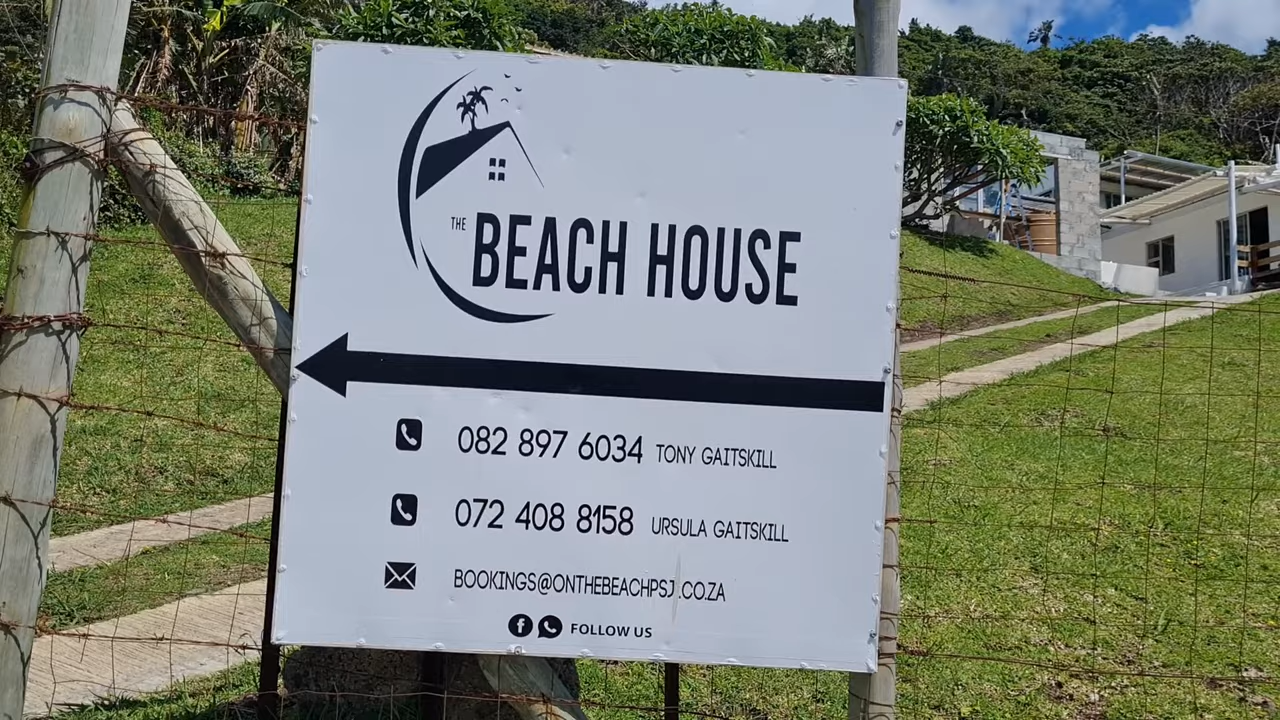 THE BEACH HOUSE
082 897 6034 TONY GAITSKILL
072 408 8158 URSULA GAITSKILL
BOOKINGS@ONTHEBEACHPSJ.CO.ZA
FOLLOW US